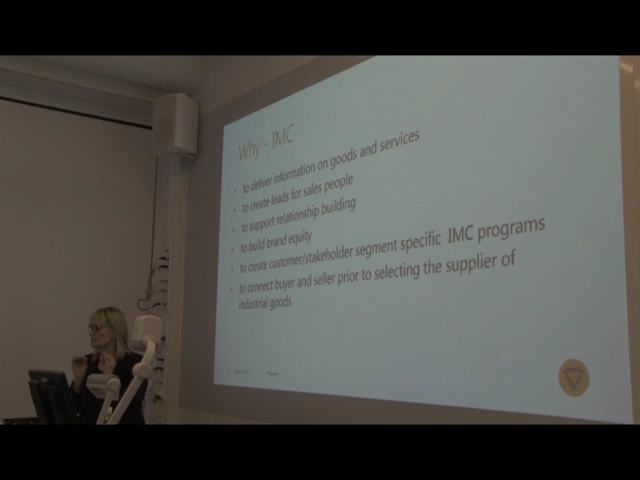 Why - IMC
• to deliver information on goods and services
• to create leads for sales people
• to support relationship building
• to build brand equity
• to create customer/stakeholder segment specific IMC programs
• to connect buyer and seller prior to selecting the supplier of
industrial goods